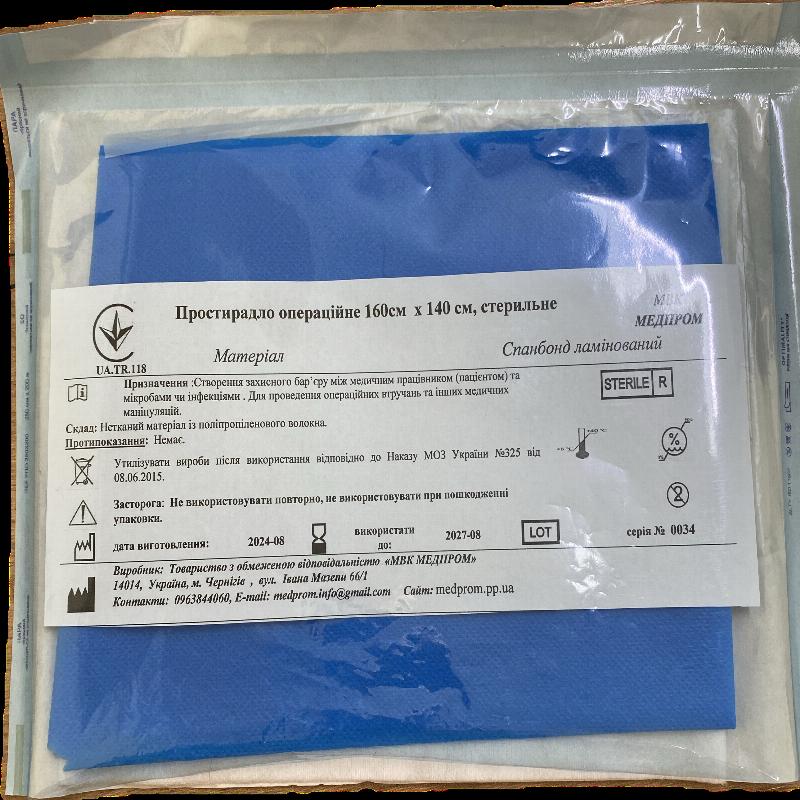 Простирадло операційне 160см х 140 см, стерильне
МВК
МЕДПРОМ
UA.TR.118
Матеріал
Спанбонд ламінований
Призначення :Створення захисного бар’єру між медичним працівником (пацієнтом) та
мікробами чи інфекціями . Для проведення операційних втручань та інших медичних
маніпуляцій.
STERILE R
Склад: Нетканий матеріал із поліпропіленового волокна.
Протипоказання: Немає.
Утилізувати вироби після використання відповідно до Наказу МОЗ України №325 від
08.06.2015.
%
Засторога: Не використовувати повторно, не використовувати при пошкодженні
упаковки.
2
дата виготовлення: 2024-08
використати
до: 2027-08
LOT
серія № 0034
Виробник: Товариство з обмеженою відповідальністю «МВК МЕДПРОМ»
14014, Україна, м. Чернігів , вул. Івана Мазепи 66/1
Контакти: 0963844060, E-mail: medprom.info@gmail.com Сайт: medprom.pp.ua
ПАРА